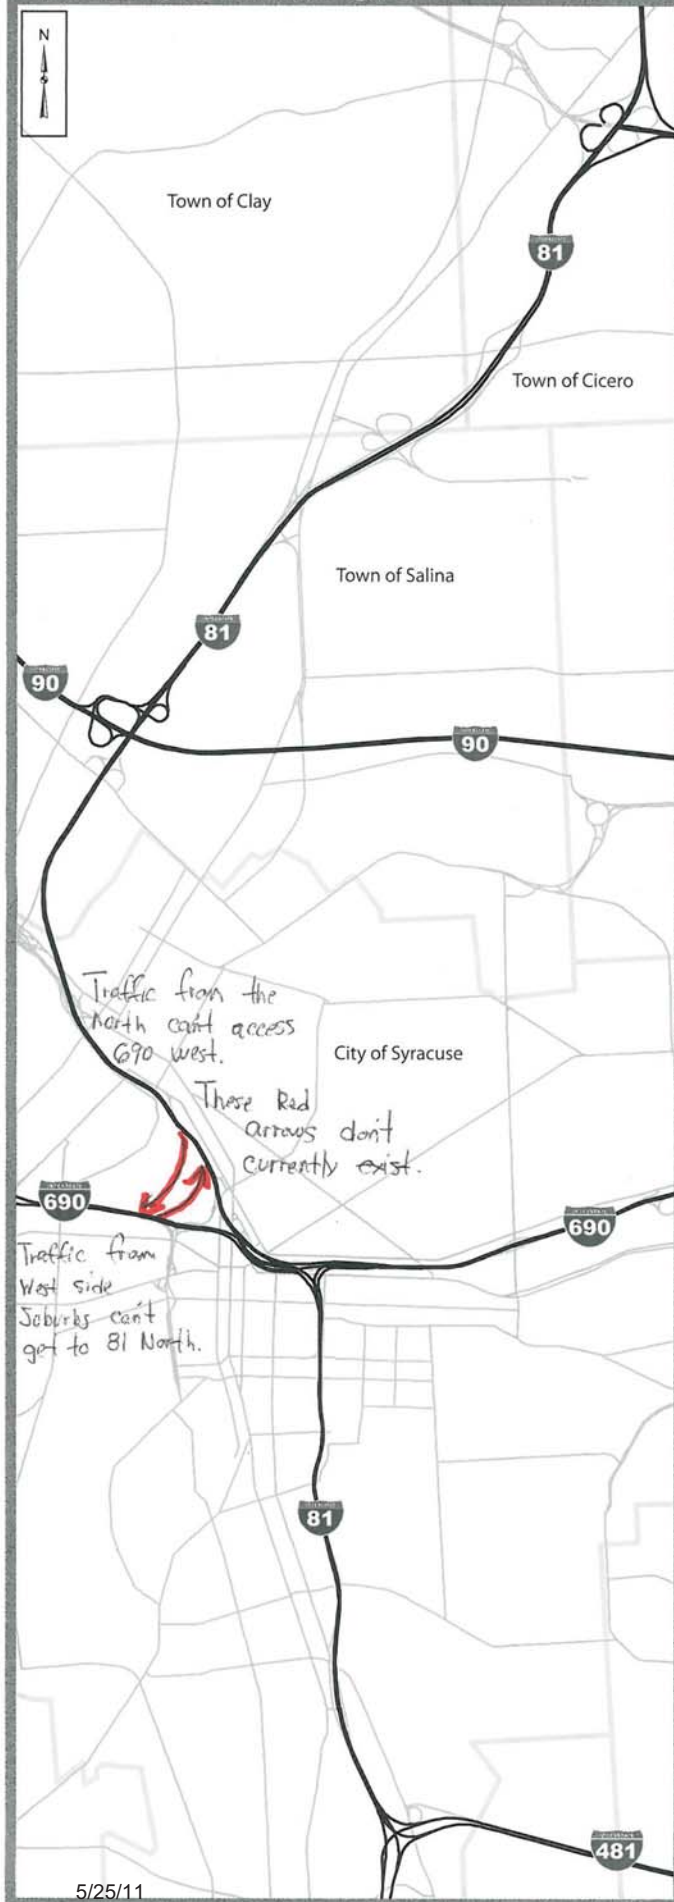 N
Town of Clay
81
Town of Cicero
Town of Salina
81
90
90
Traffic from the
North can't access
690 west.
City of Syracuse
These Red
arrows don't
currently exist.
690
690
Traffic from
West side
Suburbs can't
get to 81 North.
81
481
5/25/11